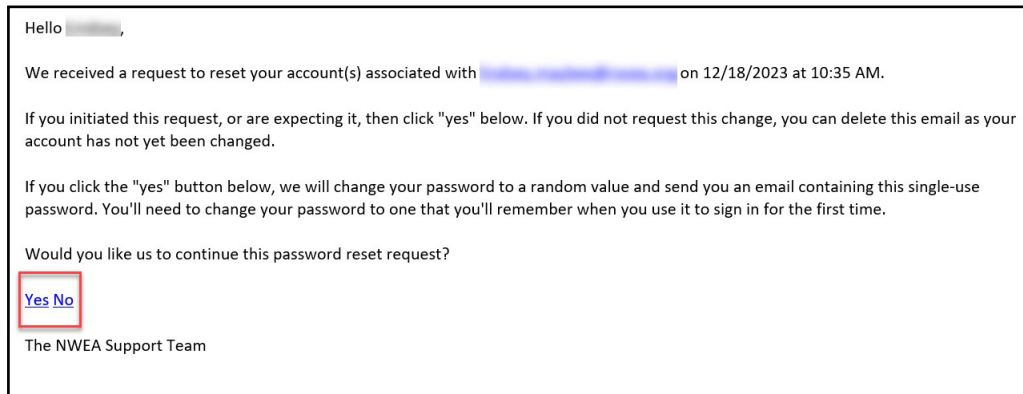 Hello ,
We received a request to reset your account(s) associated with on 12/18/2023 at 10:35 AM.
If you initiated this request, or are expecting it, then click "yes" below. If you did not request this change, you can delete this email as your
account has not yet been changed.
If you click the "yes" button below, we will change your password to a random value and send you an email containing this single-use
password. You'll need to change your password to one that you'll remember when you use it to sign in for the first time.
Would you like us to continue this password reset request?
Yes No
The NWEA Support Team